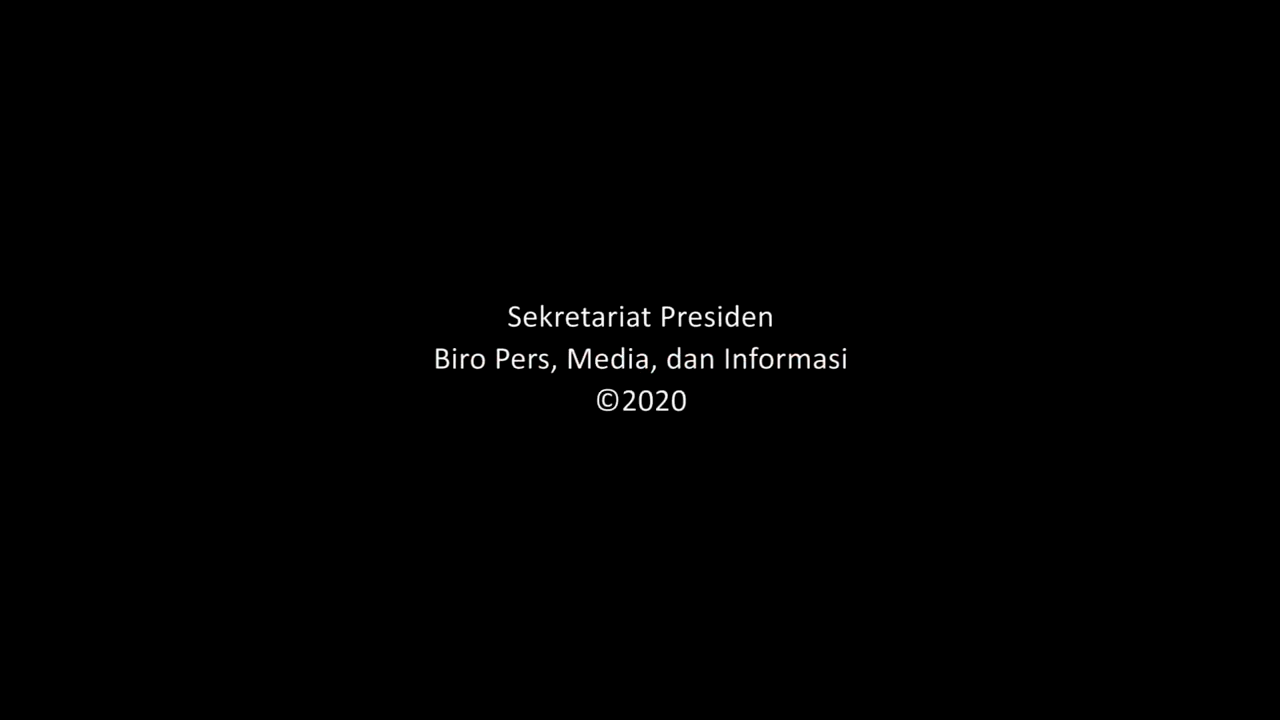 Sekretariat Presiden
Biro Pers, Media, dan Informasi
©2020